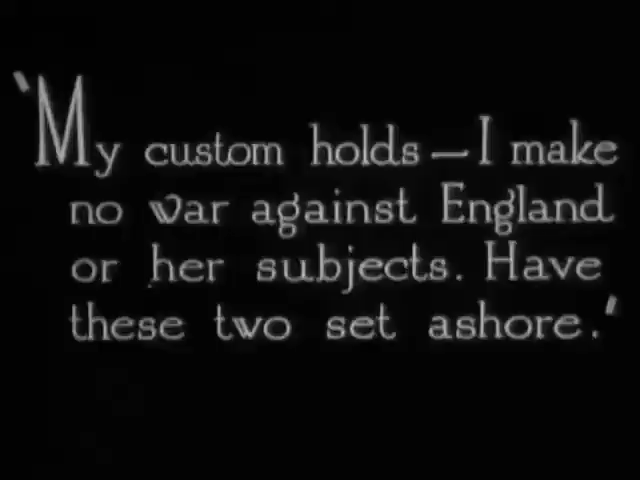 'My custom holds — I make
no war against England
or her subjects. Have
these two set ashore.'